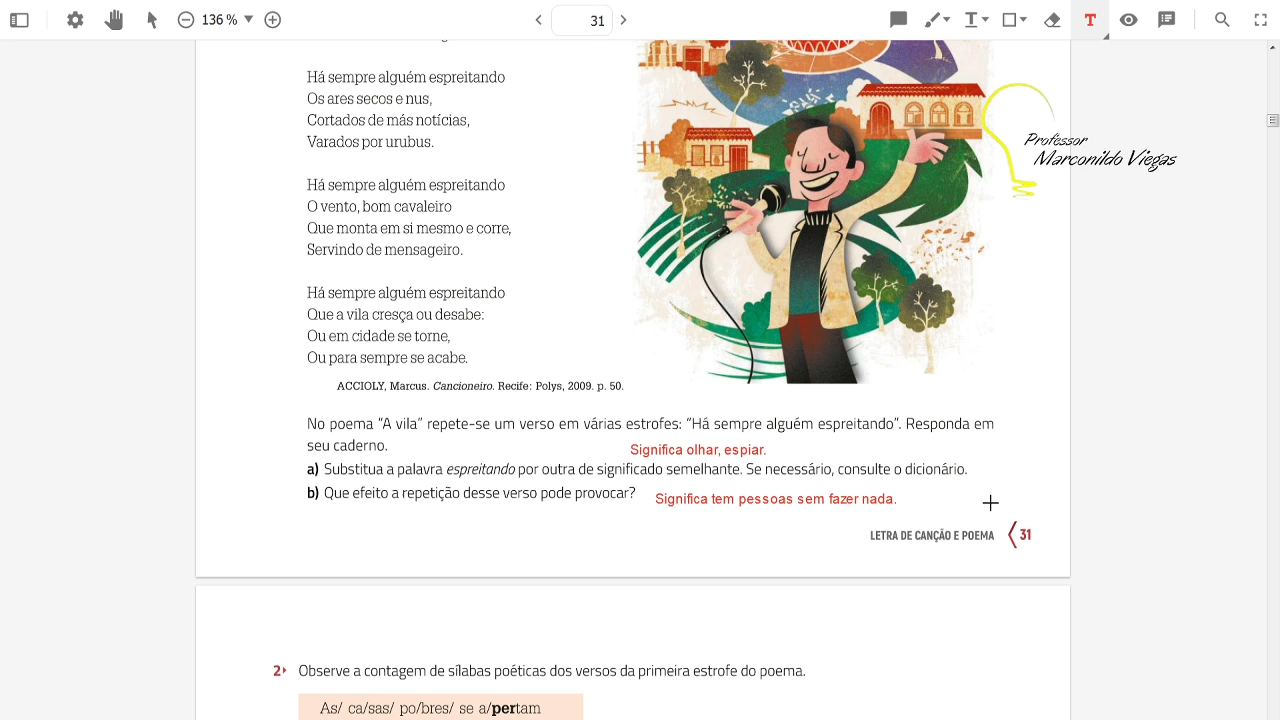 136 %
31
Há sempre alguém espreitando
Os ares secos e nus,
Cortados de más notícias,
Varados por urubus.
Há sempre alguém espreitando
O vento, bom cavaleiro
Que monta em si mesmo e corre,
Servindo de mensageiro.
Há sempre alguém espreitando
Que a vila cresça ou desabe:
Ou em cidade se torne,
Ou para sempre se acabe.
ACCIOLY, Marcus. Cancioneiro. Recife: Polys, 2009. p. 50.
Professor
Marconildo Viegas
No poema “A vila” repete-se um verso em várias estrofes: “Há sempre alguém espreitando”. Responda em
seu caderno.
Significa olhar, espiar.
a) Substitua a palavra espreitando por outra de significado semelhante. Se necessário, consulte o dicionário.
b) Que efeito a repetição desse verso pode provocar?
Significa tem pessoas sem fazer nada.
LETRA DE CANÇÃO E POEMA 31
2 Observe a contagem de sílabas poéticas dos versos da primeira estrofe do poema.
As/ ca/sas/ po/bres/ se a/pertam